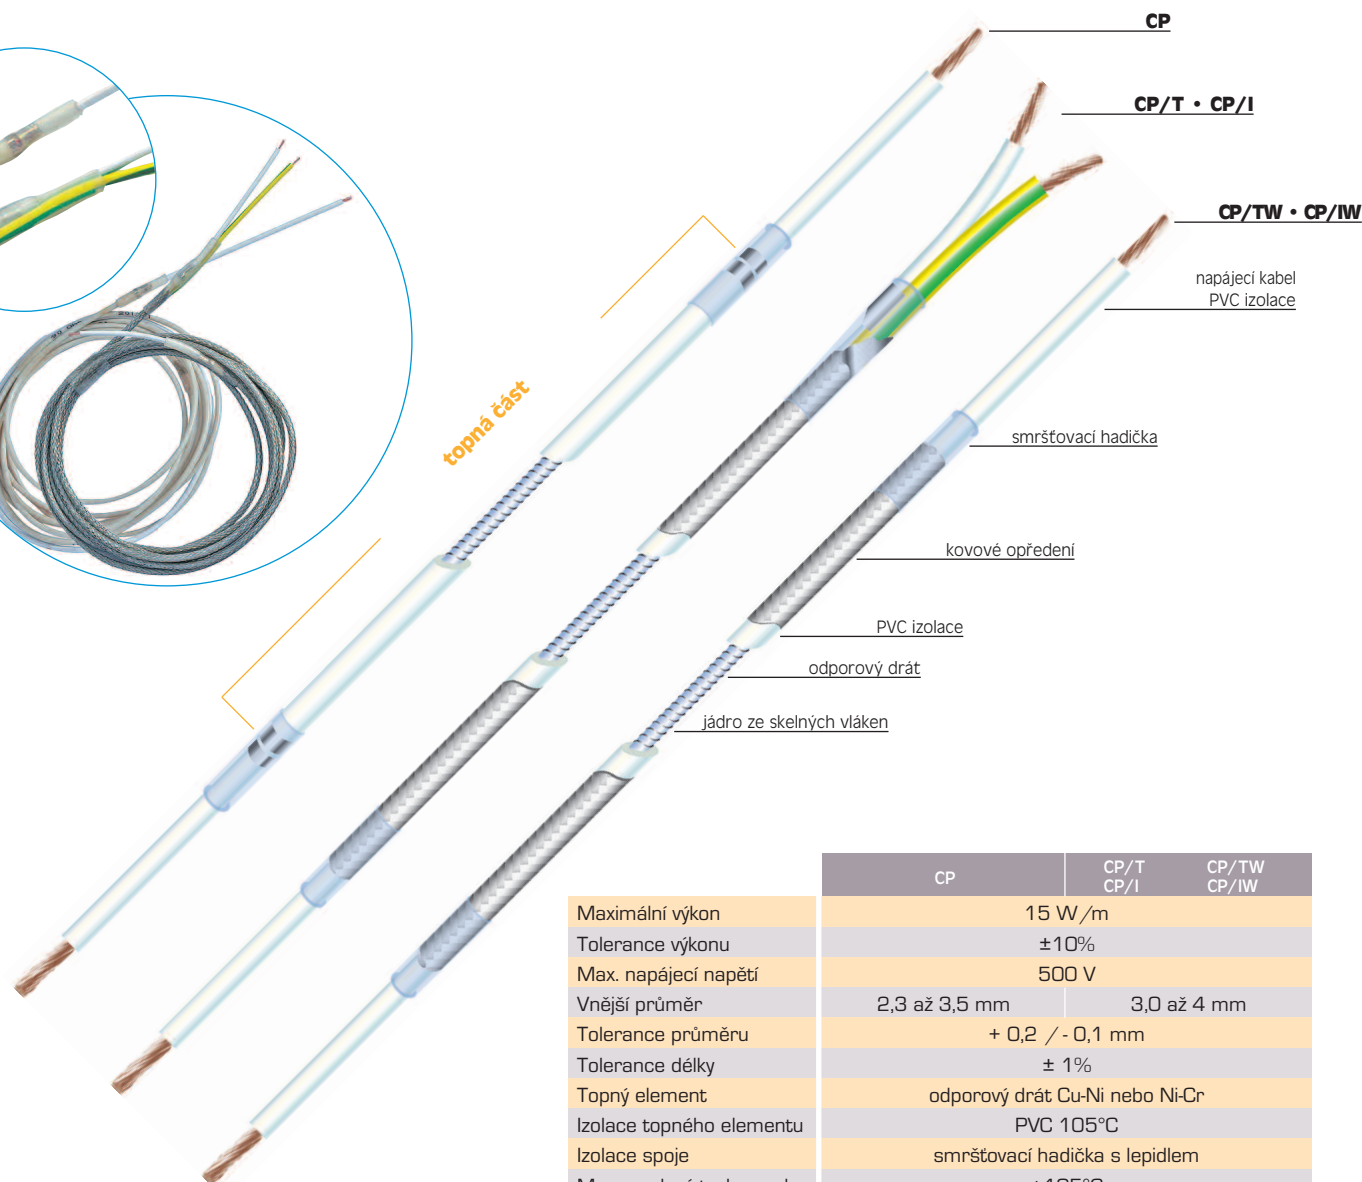 CP
CP/T • CP/I
CP/TW • CP/IW
napájecí kabel
PVC izolace
topná část
smršťovací hadička
kovové opředení
PVC izolace
odporový drát
jádro ze skelných vláken
CP CP/T CP/TW
CP/I CP/IW
Maximální výkon 15 W/m
Tolerance výkonu ±10%
Max. napájecí napětí 500 V
Vnější průměr 2,3 až 3,5 mm 3,0 až 4 mm
Tolerance průměru + 0,2 / - 0,1 mm
Tolerance délky ± 1%
Topný element odporový drát Cu-Ni nebo Ni-Cr
Izolace topného elementu PVC 105°C
Izolace spoje smršťovací hadička s lepidlem